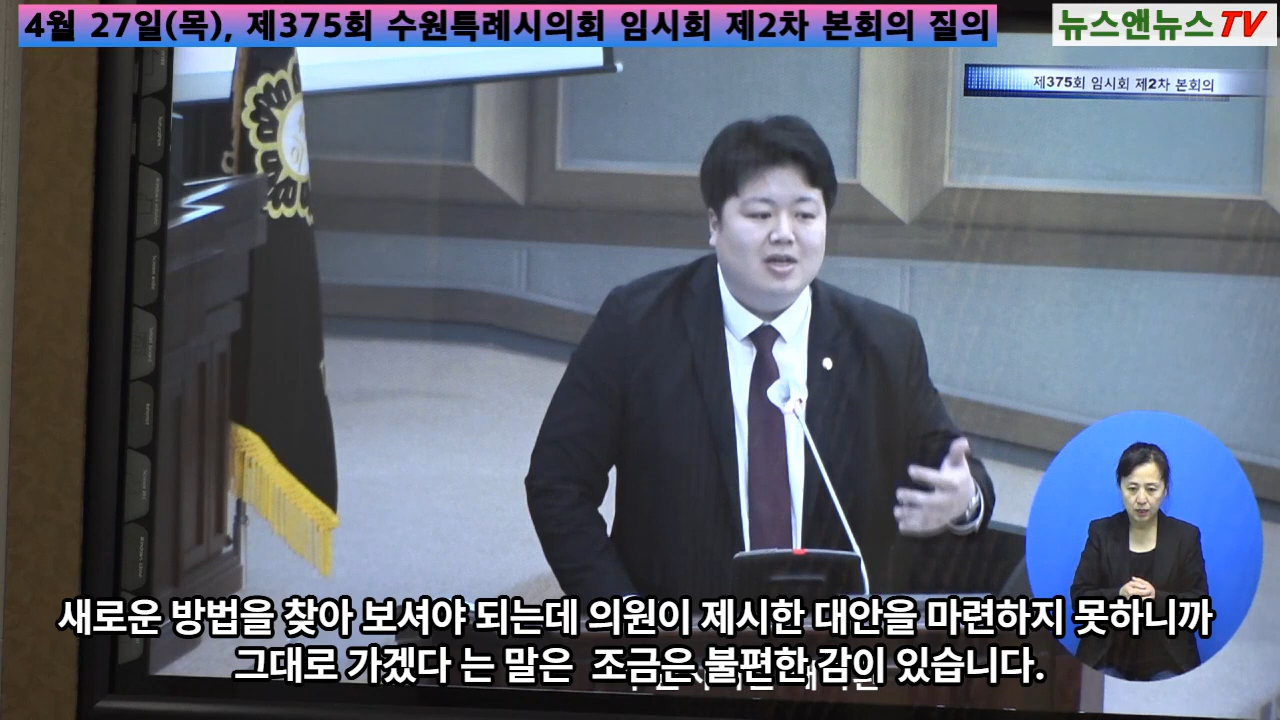 4월 27일(목), 제375회 수원특례시의회 임시회 제2차 본회의 질의
뉴스앤뉴스TV
제375회 임시회 제2차 본회의
새로운 방법을 찾아 보셔야 되는데 의원이 제시한 대안을 마련하지 못하니까
그대로 가겠다 는 말은 조금은 불편한 감이 있습니다.